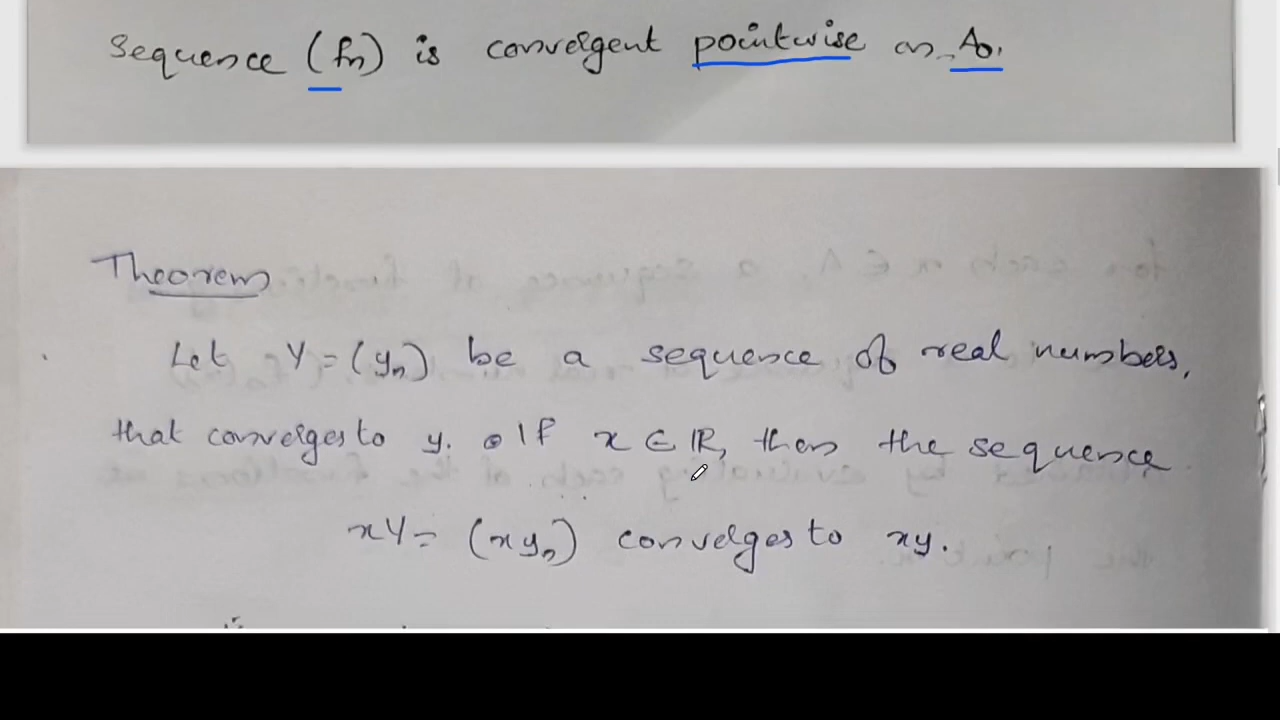 Sequence (fn) is convergent pointwise on A₀.
Theorem
Let Y = (yₙ) be a sequence of real numbers,
that converges to y. If x ∈ ℝ, then the sequence
xY = (xyₙ) converges to xy.